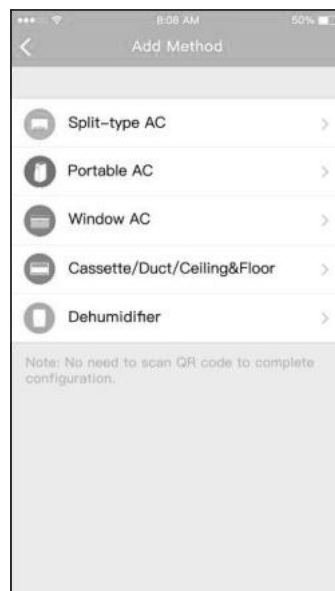 8:08 AM
50%
Add Method
Split-type AC
Portable AC
Window AC
Cassette/Duct/Ceiling&Floor
Dehumidifier
Note: No need to scan QR code to complete
configuration.